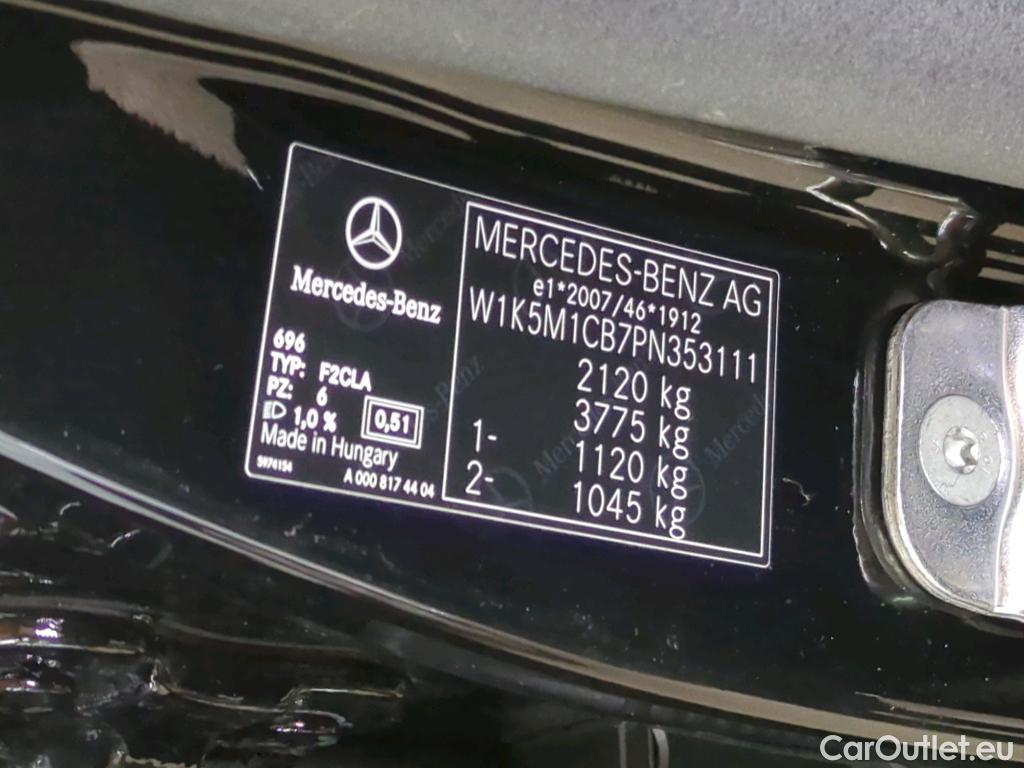 Mercedes-Benz
696
TYP: F2CLA
PZ: 6
1,0 % 0,51
Made in Hungary
5974154
A 000 817 44 04
MERCEDES-BENZ AG
e1*2007/46*1912
W1K5M1CB7PN353111
2120 kg
3775 kg
1- 1120 kg
2- 1045 kg
CarOutlet.eu